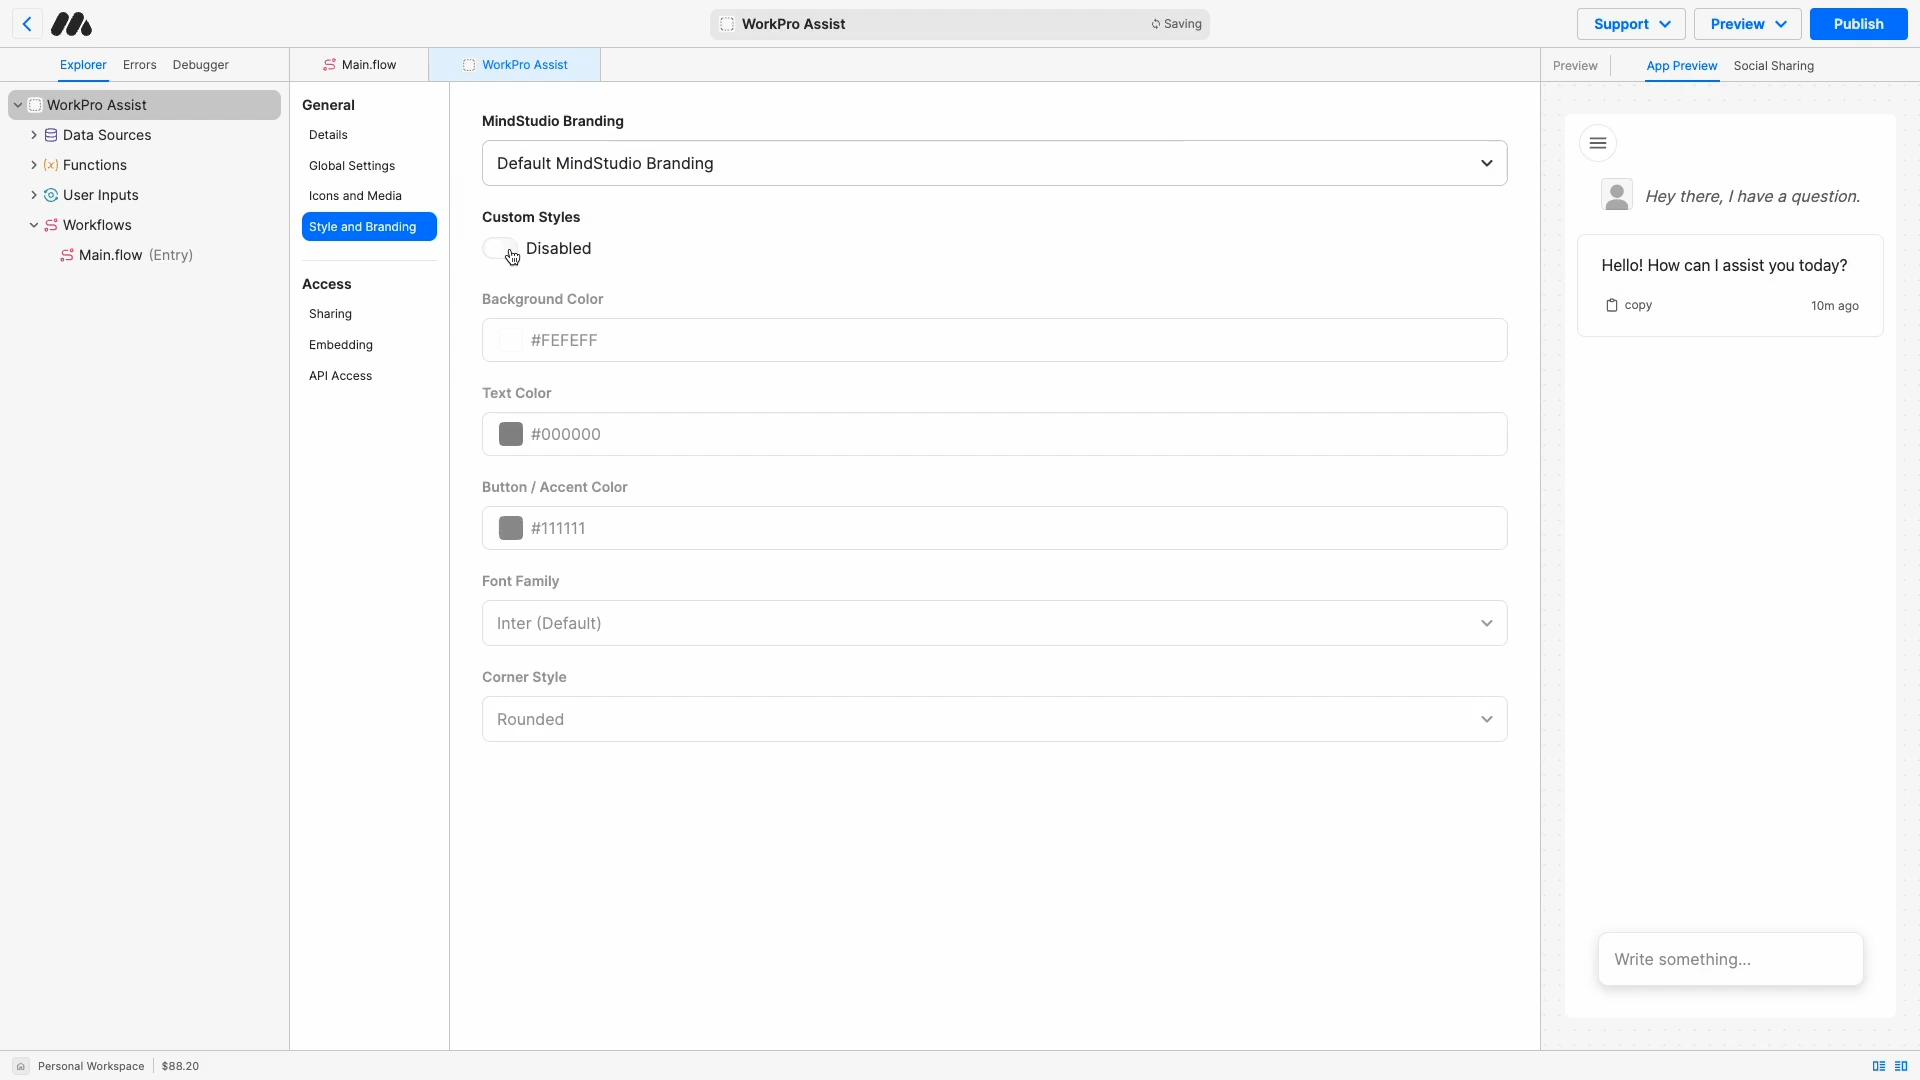 WorkPro Assist
Saving
Support
Preview
Publish
Explorer
Errors
Debugger
Main.flow
WorkPro Assist
Preview
App Preview
Social Sharing
WorkPro Assist
Data Sources
Functions
User Inputs
Workflows
Main.flow (Entry)
General
Details
Global Settings
Icons and Media
Style and Branding
Access
Sharing
Embedding
API Access
MindStudio Branding
Default MindStudio Branding
Custom Styles
Disabled
Background Color
#FEFEFF
Text Color
#000000
Button / Accent Color
#111111
Font Family
Inter (Default)
Corner Style
Rounded
Hey there, I have a question.
Hello! How can I assist you today?
copy
10m ago
Write something...
Personal Workspace
$88.20